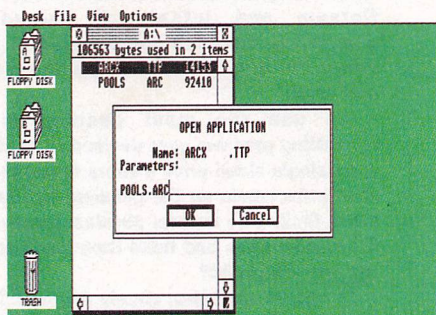 Desk File View Options
A:\
106563 bytes used in 2 items
ARCX TTP 14153
POOLS ARC 92410
A
FLOPPY DISK
B
FLOPPY DISK
OPEN APPLICATION
Name: ARCX .TTP
Parameters:
POOLS.ARC
OK Cancel
TRASH